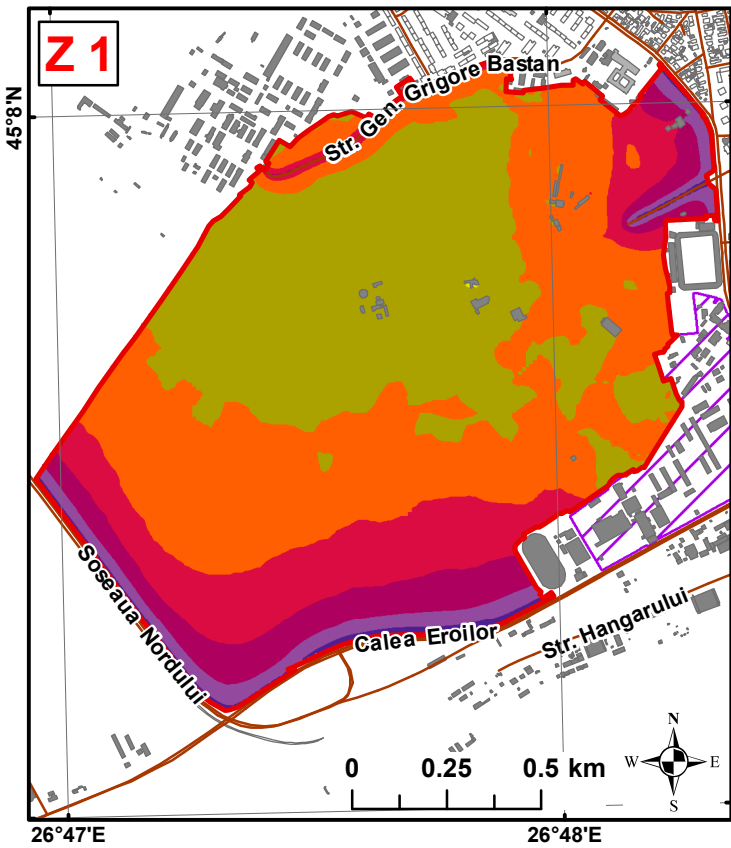 Z 1
45°8'N
Str. Gen. Grigore Bastan
Soseaua Nordului
Calea Eroilor
Str. Hangarului
0 0.25 0.5 km
N
W E
S
26°47'E 26°48'E